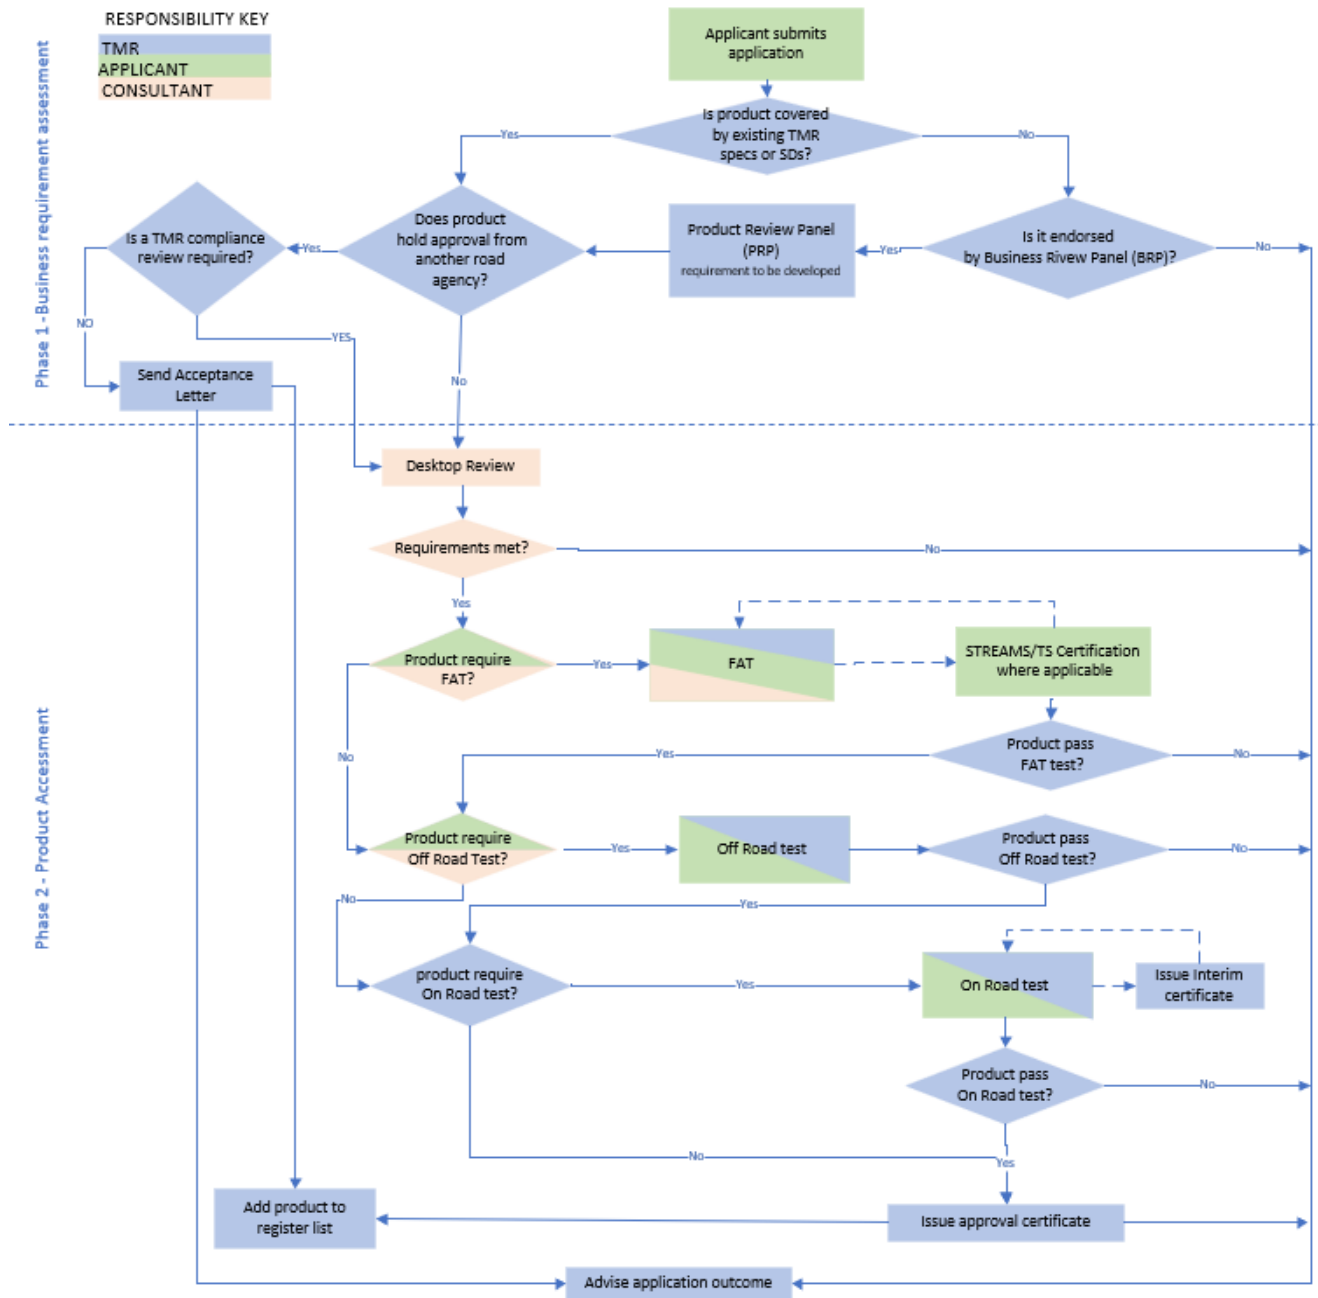 RESPONSIBILITY KEY
TMR
APPLICANT
CONSULTANT
Phase 1 -Business requirement assessment
Applicant submits
application
Is product covered
by existing TMR
specs or SDs?
Yes
No
Is a TMR compliance
review required?
Yes
Does product
hold approval from
another road
agency?
Product Review Panel
(PRP)
requirement to be developed
Yes
Is it endorsed
by Business Rivew Panel (BRP)?
No
NO
YES
Send Acceptance
Letter
No
Desktop Review
Requirements met?
No
Yes
Phase 2 - Product Accessment
Product require
FAT?
Yes
FAT
STREAMS/TS Certification
where applicable
No
Yes
Product pass
FAT test?
No
Product require
Off Road Test?
Yes
Off Road test
Product pass
Off Road test?
No
No
Yes
product require
On Road test?
Yes
On Road test
Issue Interim
certificate
Product pass
On Road test?
No
No
Yes
Add product to
register list
Issue approval certificate
Advise application outcome